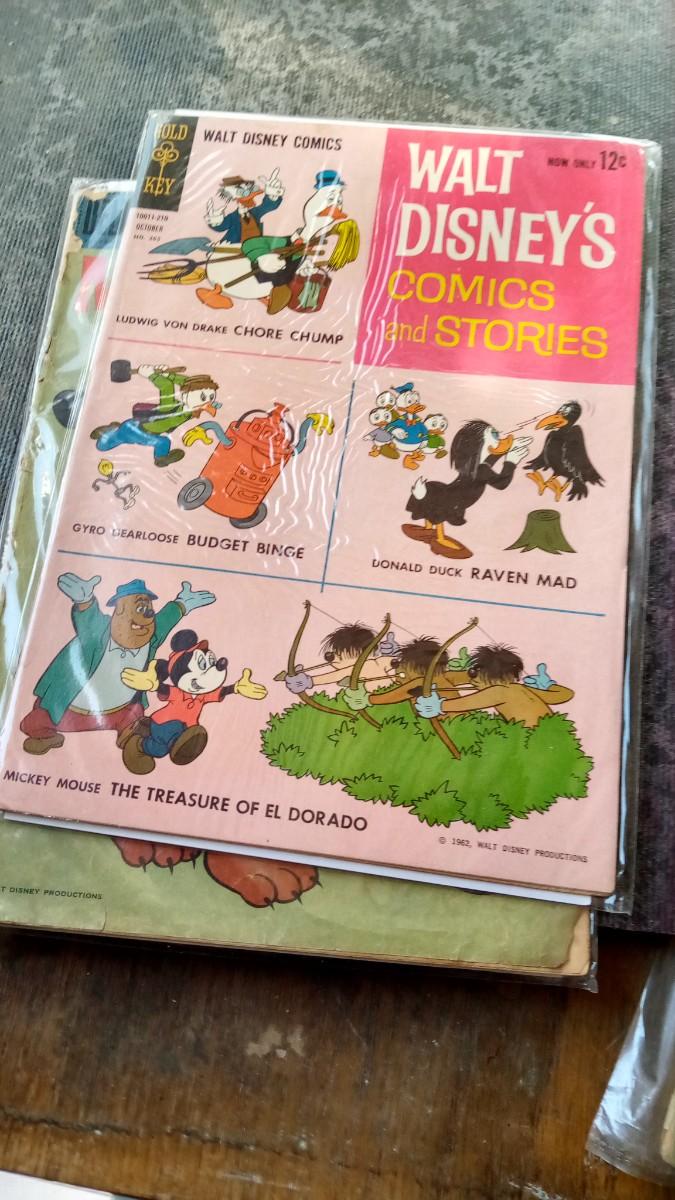 GOLD
KEY
WALT DISNEY COMICS
10011-210
OCTOBER
LUDWIG VON DRAKE CHORE CHUMP
NOW ONLY 12¢
WALT
DISNEY'S
COMICS
and STORIES
GYRO GEARLOOSE BUDGET BINGE
DONALD DUCK RAVEN MAD
MICKEY MOUSE THE TREASURE OF EL DORADO
© 1962, WALT DISNEY PRODUCTIONS
T DISNEY PRODUCTIONS